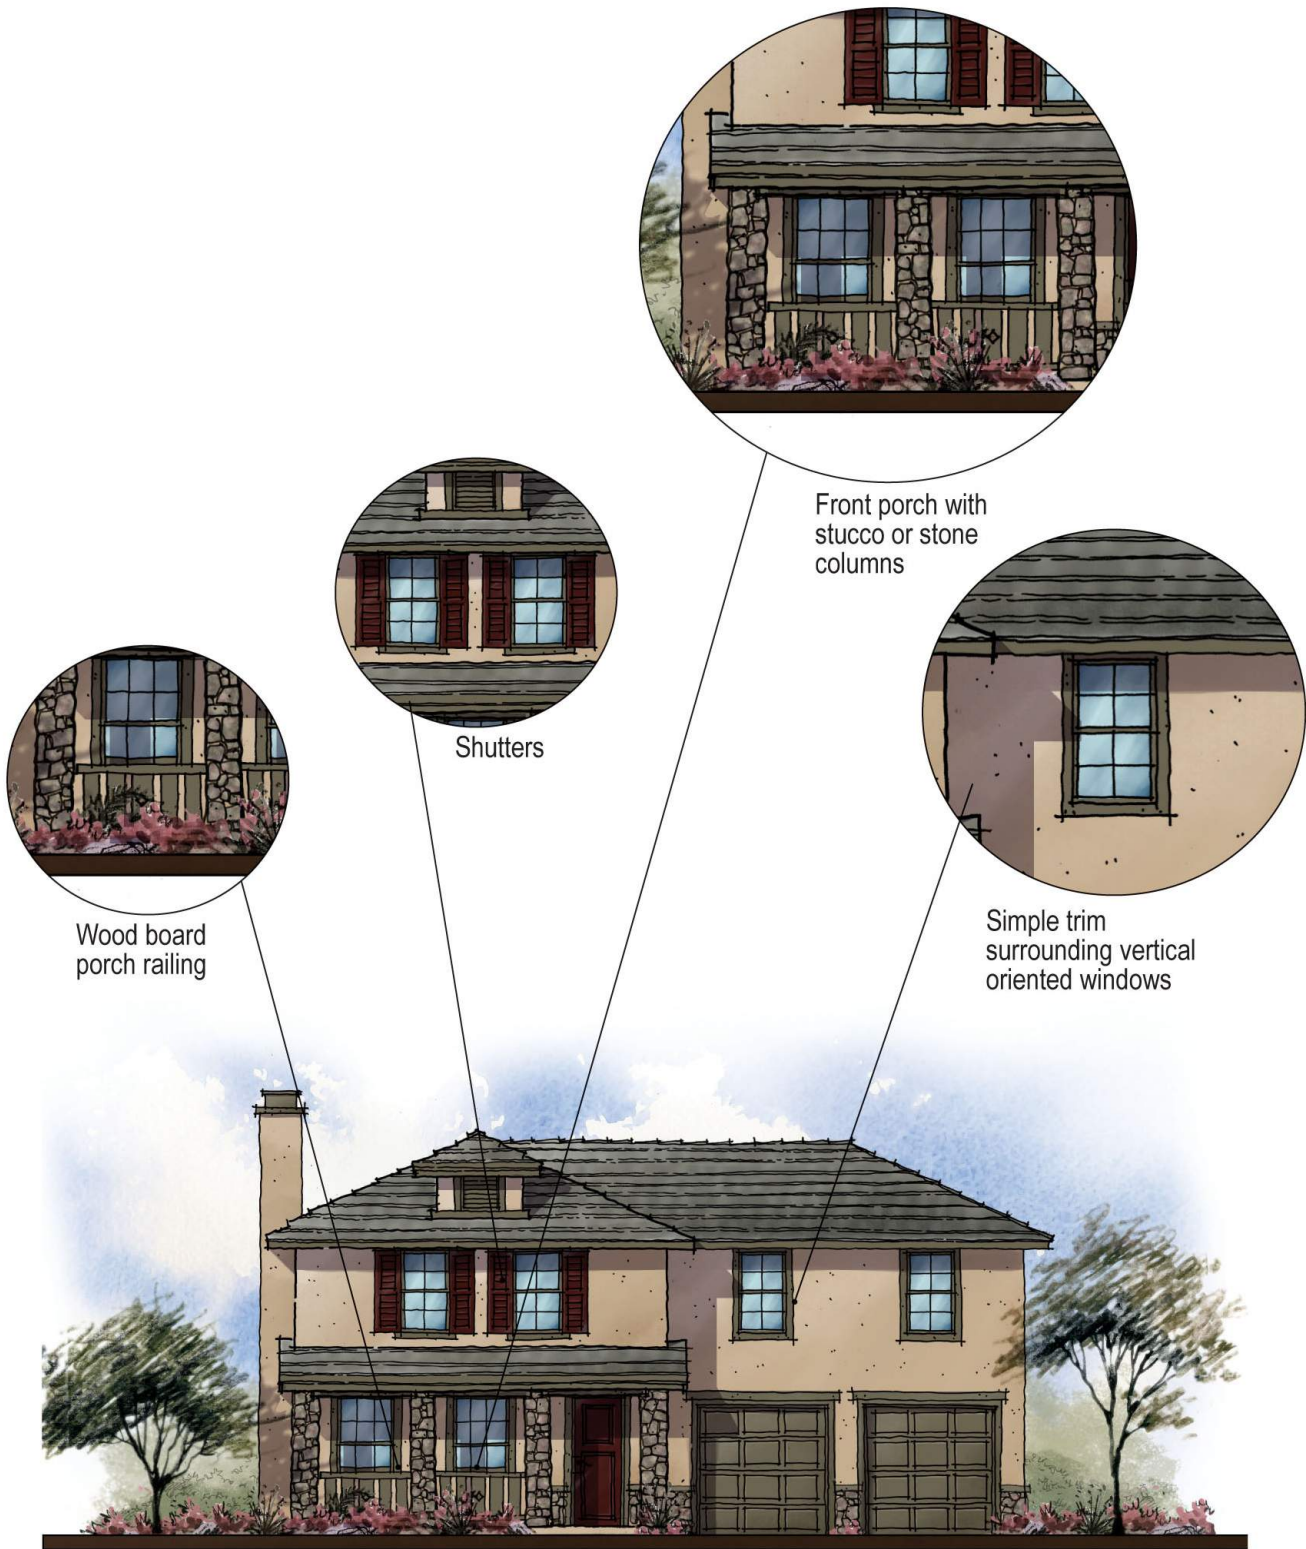 Front porch with
stucco or stone
columns
Shutters
Wood board
porch railing
Simple trim
surrounding vertical
oriented windows